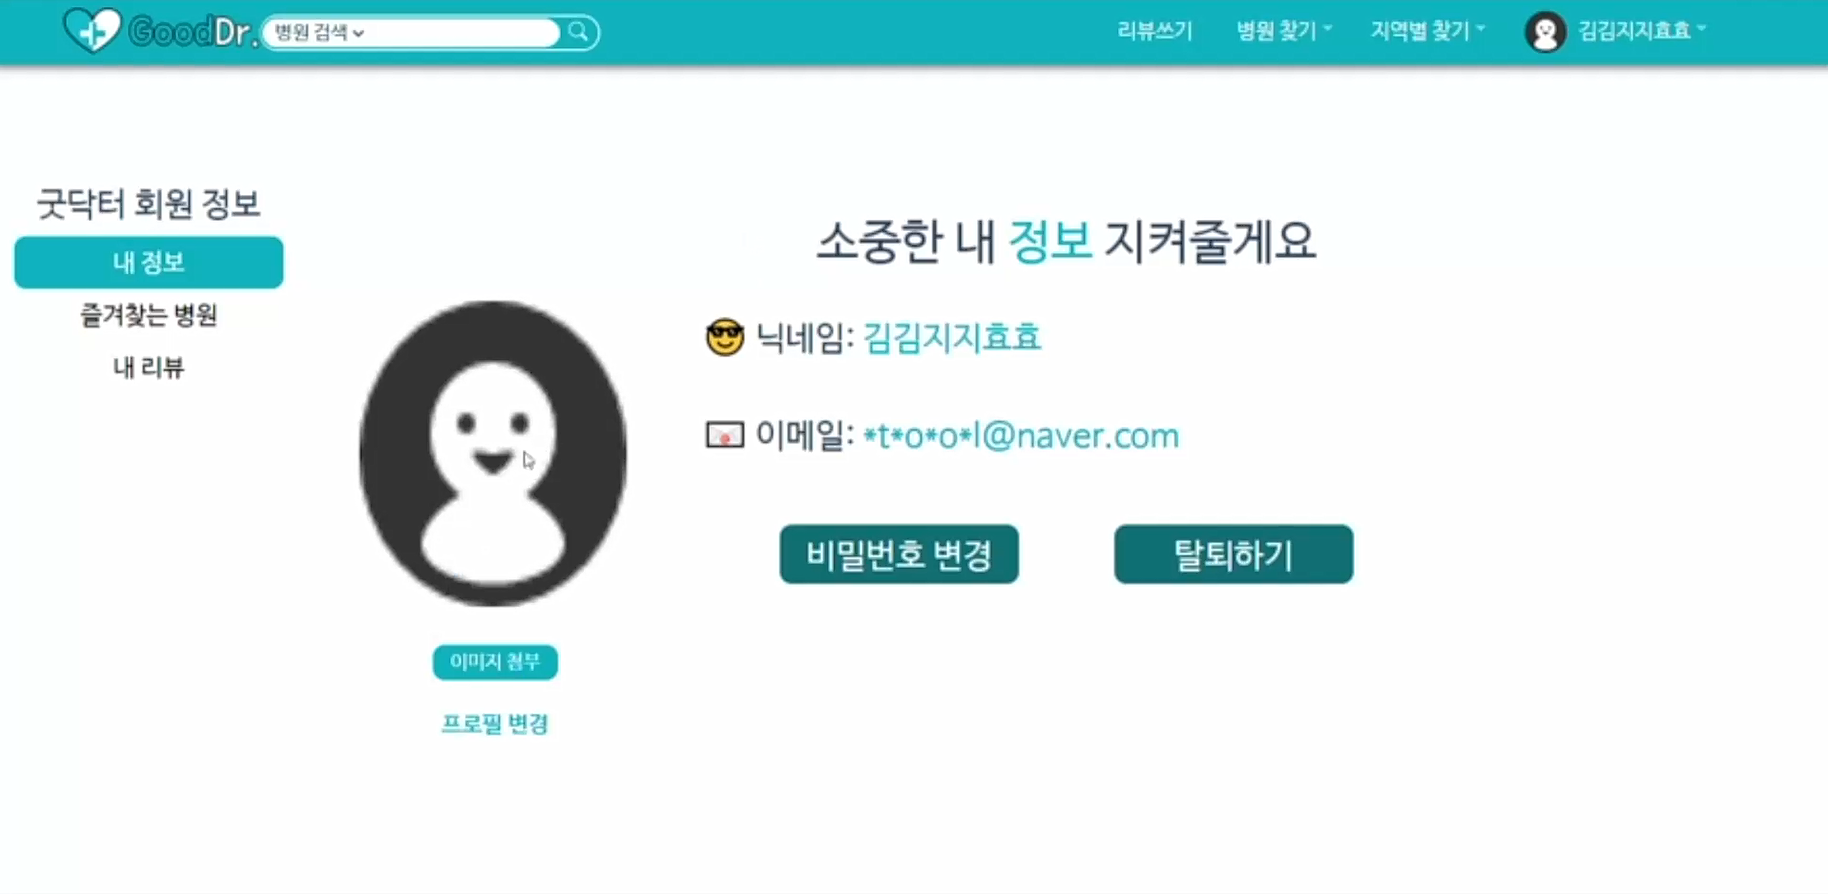 GoodDr.
병원 검색
리뷰쓰기
병원 찾기
지역별 찾기
김김지지효효
굿닥터 회원 정보
내 정보
즐겨찾는 병원
내 리뷰
소중한 내 정보 지켜줄게요
닉네임: 김김지지효효
이메일: *t*o*o*l@naver.com
비밀번호 변경
탈퇴하기
이미지 첨부
프로필 변경